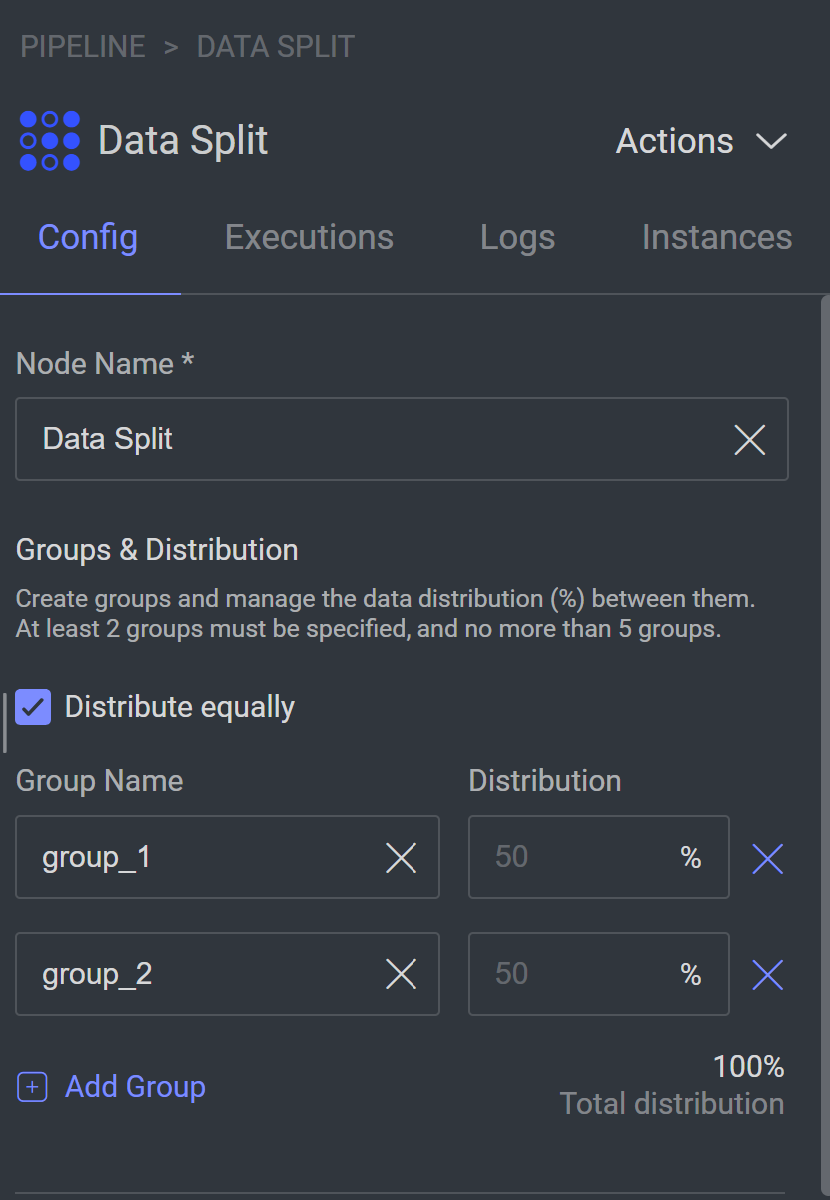 PIPELINE > DATA SPLIT
Data Split
Actions
Config Executions Logs Instances
Node Name *
Data Split
Groups & Distribution
Create groups and manage the data distribution (%) between them.
At least 2 groups must be specified, and no more than 5 groups.
Distribute equally
Group Name Distribution
group_1 50 %
group_2 50 %
Add Group
100%
Total distribution